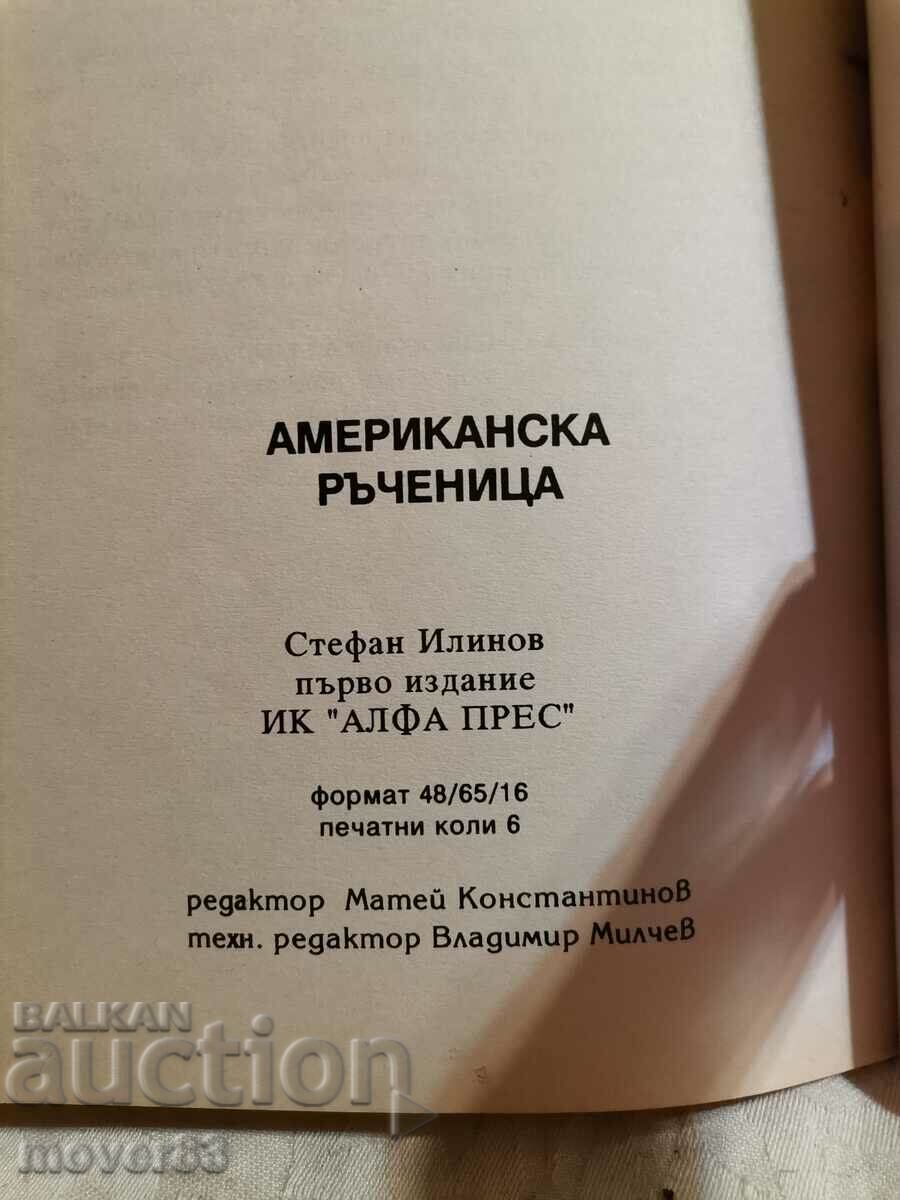 АМЕРИКАНСКА
РЪЧЕНИЦА
Стефан Илинов
първо издание
ИК "АЛФА ПРЕС"
формат 48/65/16
печатни коли 6
редактор Матей Константинов
техн. редактор Владимир Милчев
BALKAN
auction
mover83